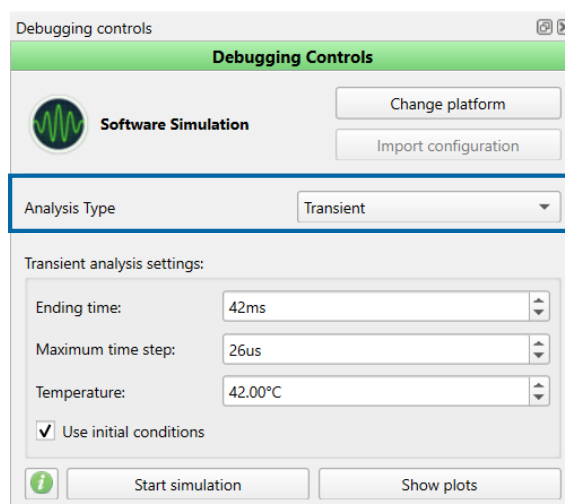 Debugging controls
Debugging Controls
Software Simulation
Change platform
Import configuration
Analysis Type
Transient
Transient analysis settings:
Ending time:
42ms
Maximum time step:
26us
Temperature:
42.00°C
Use initial conditions
Start simulation
Show plots